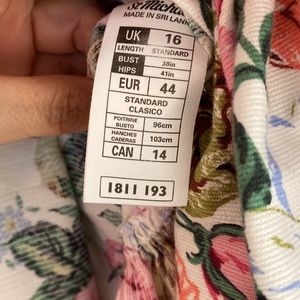 St Michael
MADE IN SRI LANKA
UK 16
LENGTH STANDARD
BUST 38in
HIPS 41in
EUR 44
STANDARD
CLASICO
POITRINE
BUSTO 96cm
HANCHES
CADERAS 103cm
CAN 14
1811 193